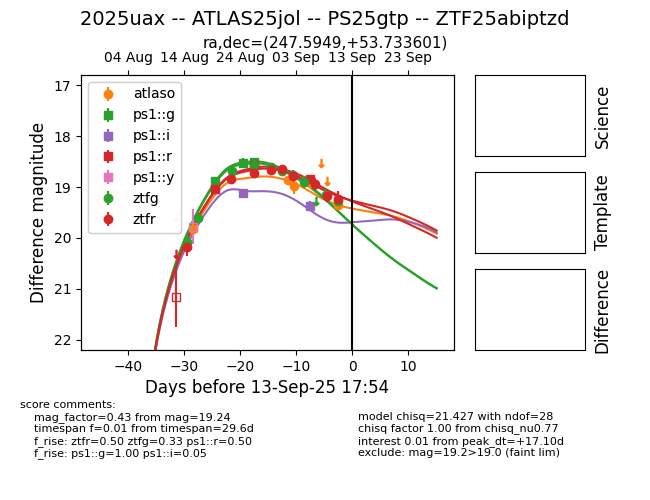 2025uax -- ATLAS25jol -- PS25gtp -- ZTF25abiptzd
ra,dec=(247.5949,+53.733601)
04 Aug 14 Aug 24 Aug 03 Sep 13 Sep 23 Sep
17
18
19
20
21
22
Difference magnitude
atlaso
ps1::g
ps1::i
ps1::r
ps1::y
ztfg
ztfr
−40 −30 −20 −10 0 10
Days before 13-Sep-25 17:54
Science
Template
Difference
score comments:
mag_factor=0.43 from mag=19.24
timespan f=0.01 from timespan=29.6d
f_rise: ztfr=0.50 ztfg=0.33 ps1::r=0.50
f_rise: ps1::g=1.00 ps1::i=0.05
model chisq=21.427 with ndof=28
chisq factor 1.00 from chisq_nu0.77
interest 0.01 from peak_dt=+17.10d
exclude: mag=19.2>19.0 (faint lim)